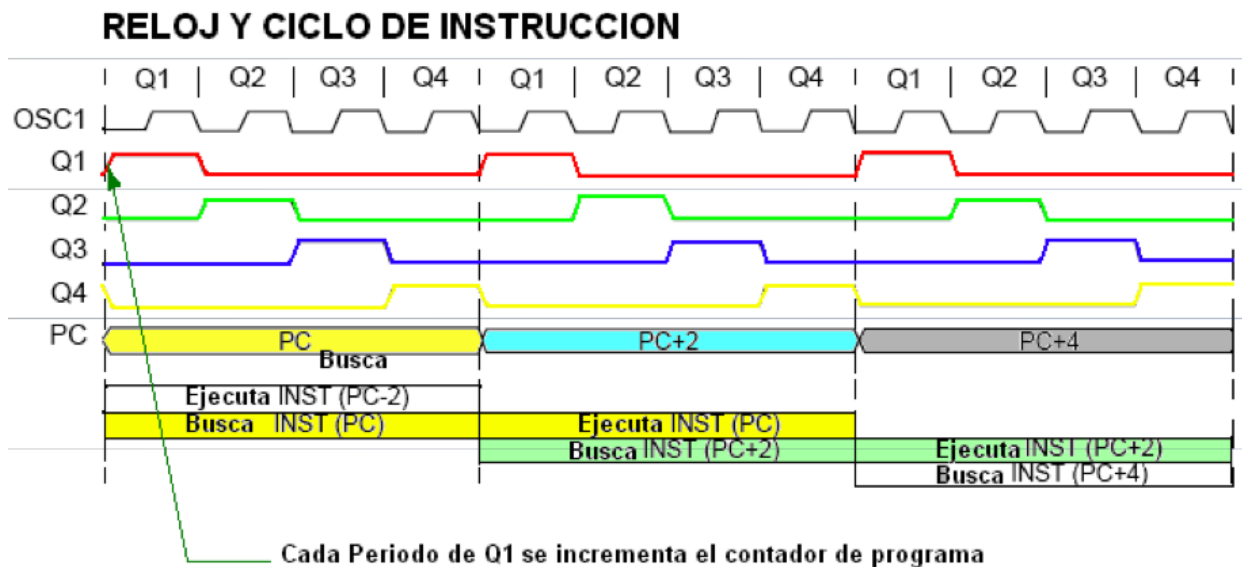 RELOJ Y CICLO DE INSTRUCCION
Q1 | Q2 | Q3 | Q4 | Q1 | Q2 | Q3 | Q4 | Q1 | Q2 | Q3 | Q4
OSC1
Q1
Q2
Q3
Q4
PC PC PC+2 PC+4
Busca
Ejecuta INST (PC-2)
Busca INST (PC) Ejecuta INST (PC)
Busca INST (PC+2) Ejecuta INST (PC+2)
Busca INST (PC+4)
Cada Periodo de Q1 se incrementa el contador de programa